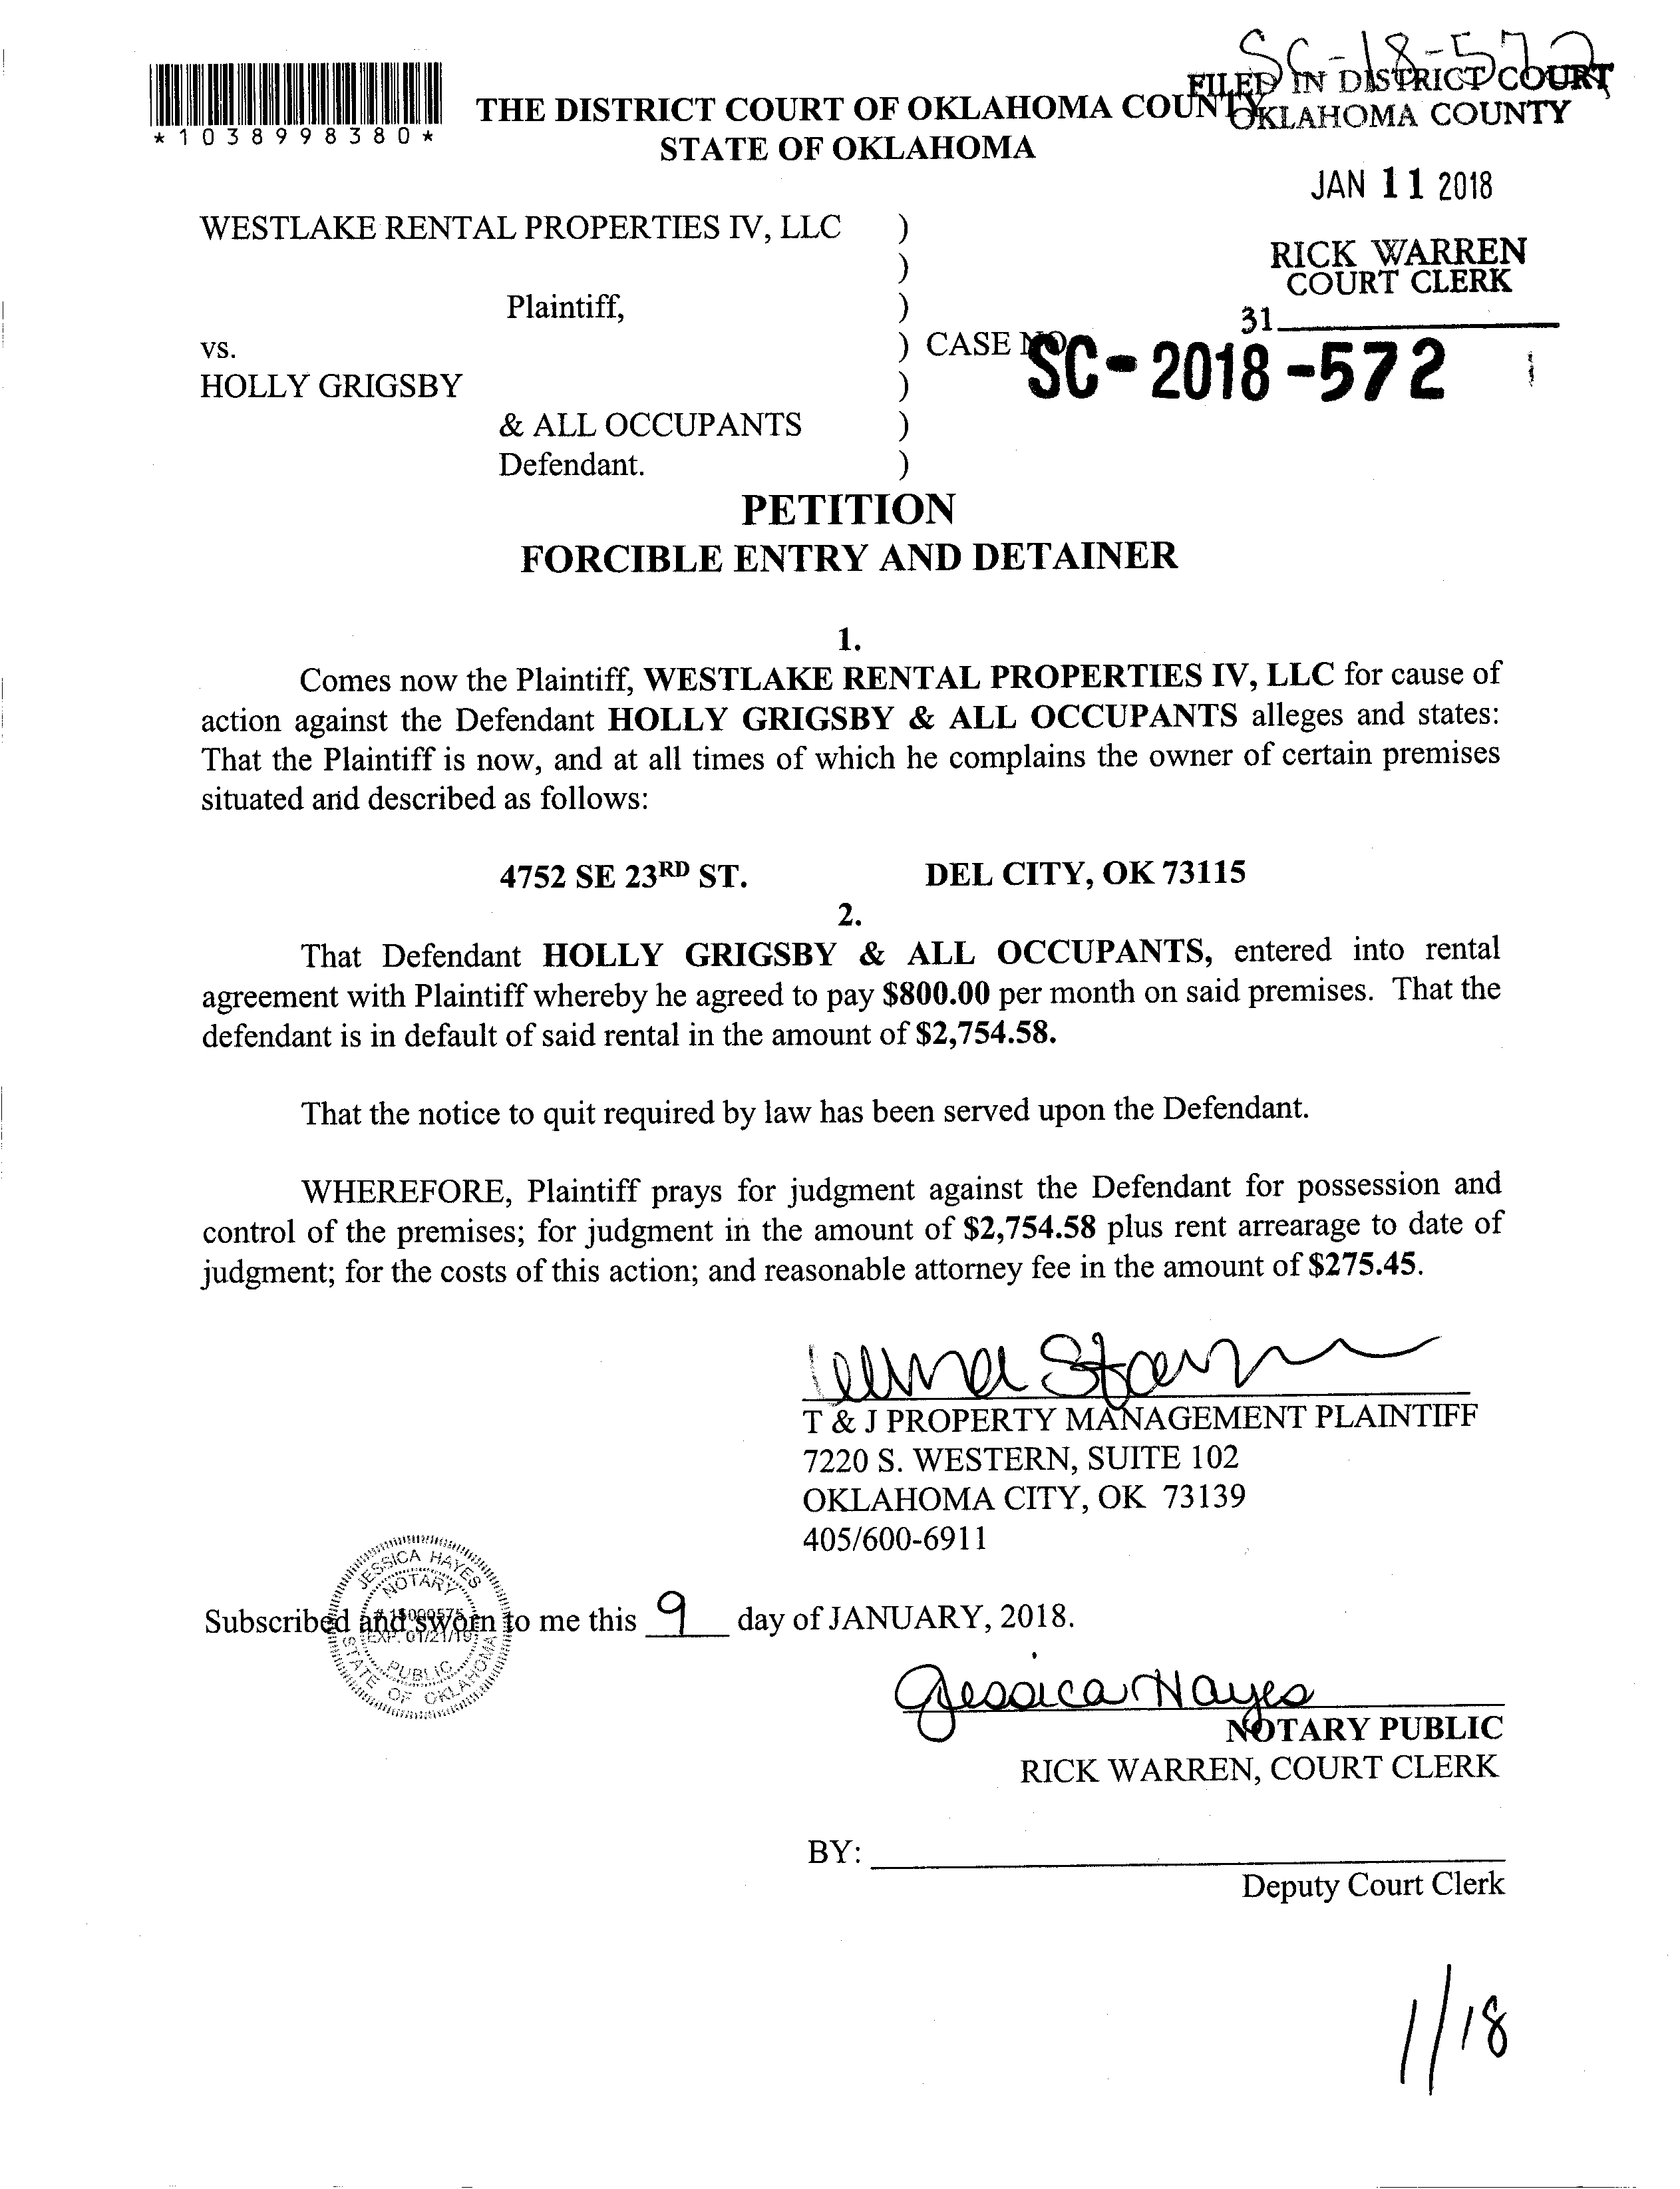 SC-18-572
FILED IN DISTRICT COURT
OKLAHOMA COUNTY
*1038998380*
THE DISTRICT COURT OF OKLAHOMA COUNTY
STATE OF OKLAHOMA
JAN 11 2018
RICK WARREN
COURT CLERK
31
WESTLAKE RENTAL PROPERTIES IV, LLC )
)
Plaintiff, )
vs. ) CASE NO
SC-2018-572
HOLLY GRIGSBY )
& ALL OCCUPANTS )
Defendant. )
PETITION
FORCIBLE ENTRY AND DETAINER
1.
Comes now the Plaintiff, WESTLAKE RENTAL PROPERTIES IV, LLC for cause of
action against the Defendant HOLLY GRIGSBY & ALL OCCUPANTS alleges and states:
That the Plaintiff is now, and at all times of which he complains the owner of certain premises
situated and described as follows:
4752 SE 23RD ST. DEL CITY, OK 73115
2.
That Defendant HOLLY GRIGSBY & ALL OCCUPANTS, entered into rental
agreement with Plaintiff whereby he agreed to pay $800.00 per month on said premises. That the
defendant is in default of said rental in the amount of $2,754.58.
That the notice to quit required by law has been served upon the Defendant.
WHEREFORE, Plaintiff prays for judgment against the Defendant for possession and
control of the premises; for judgment in the amount of $2,754.58 plus rent arrearage to date of
judgment; for the costs of this action; and reasonable attorney fee in the amount of $275.45.
T & J PROPERTY MANAGEMENT PLAINTIFF
7220 S. WESTERN, SUITE 102
OKLAHOMA CITY, OK 73139
405/600-6911
JESSICA HAYES
NOTARY
EXP. 01/21/19
PUBLIC
STATE OF OKLAHOMA
Subscribed and sworn to me this 9 day of JANUARY, 2018.
Jessica Hayes
NOTARY PUBLIC
RICK WARREN, COURT CLERK
BY:
Deputy Court Clerk
1/18